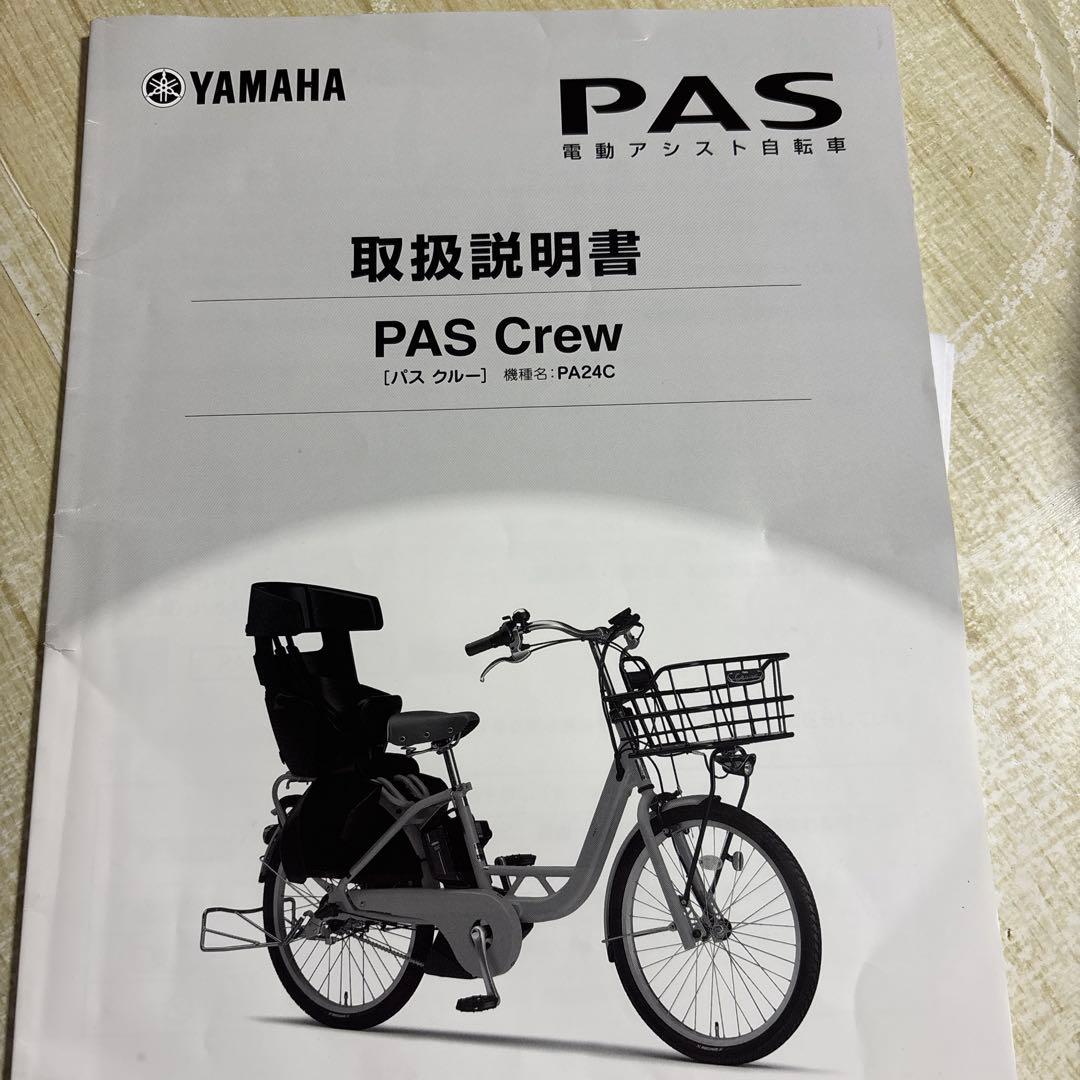 YAMAHA
PAS
電動アシスト自転車
取扱説明書
PAS Crew
[パス クルー] 機種名:PA24C